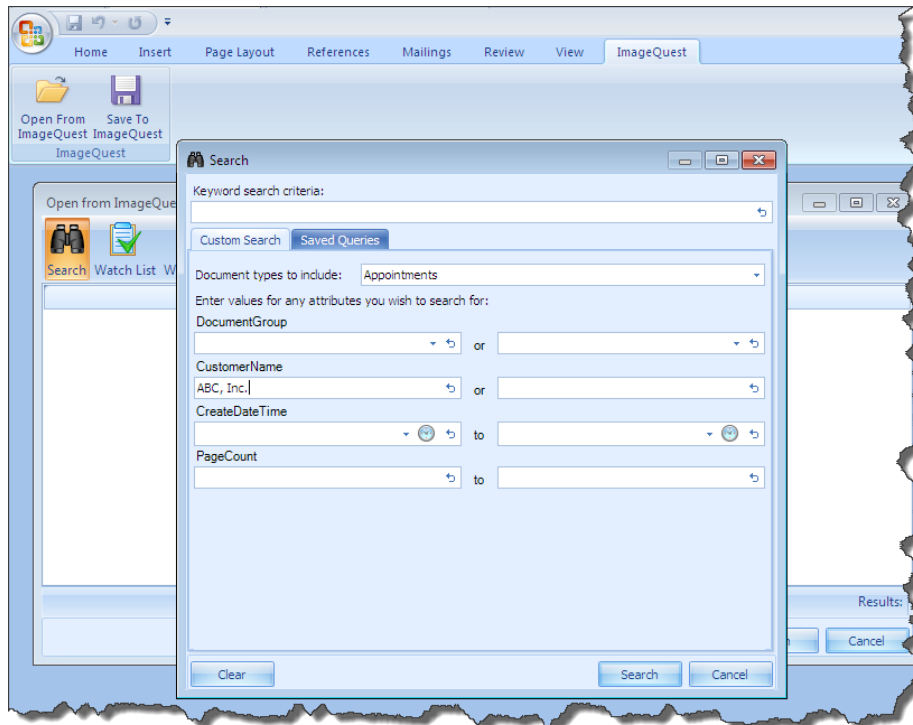 Home Insert Page Layout References Mailings Review View ImageQuest
Open From Save To
ImageQuest ImageQuest
ImageQuest
Search
Keyword search criteria:
Open from ImageQue
Custom Search Saved Queries
Search Watch List W
Document types to include: Appointments
Enter values for any attributes you wish to search for:
DocumentGroup
or
CustomerName
ABC, Inc. or
CreateDateTime
to
PageCount
to
Results:
Cancel
Clear Search Cancel